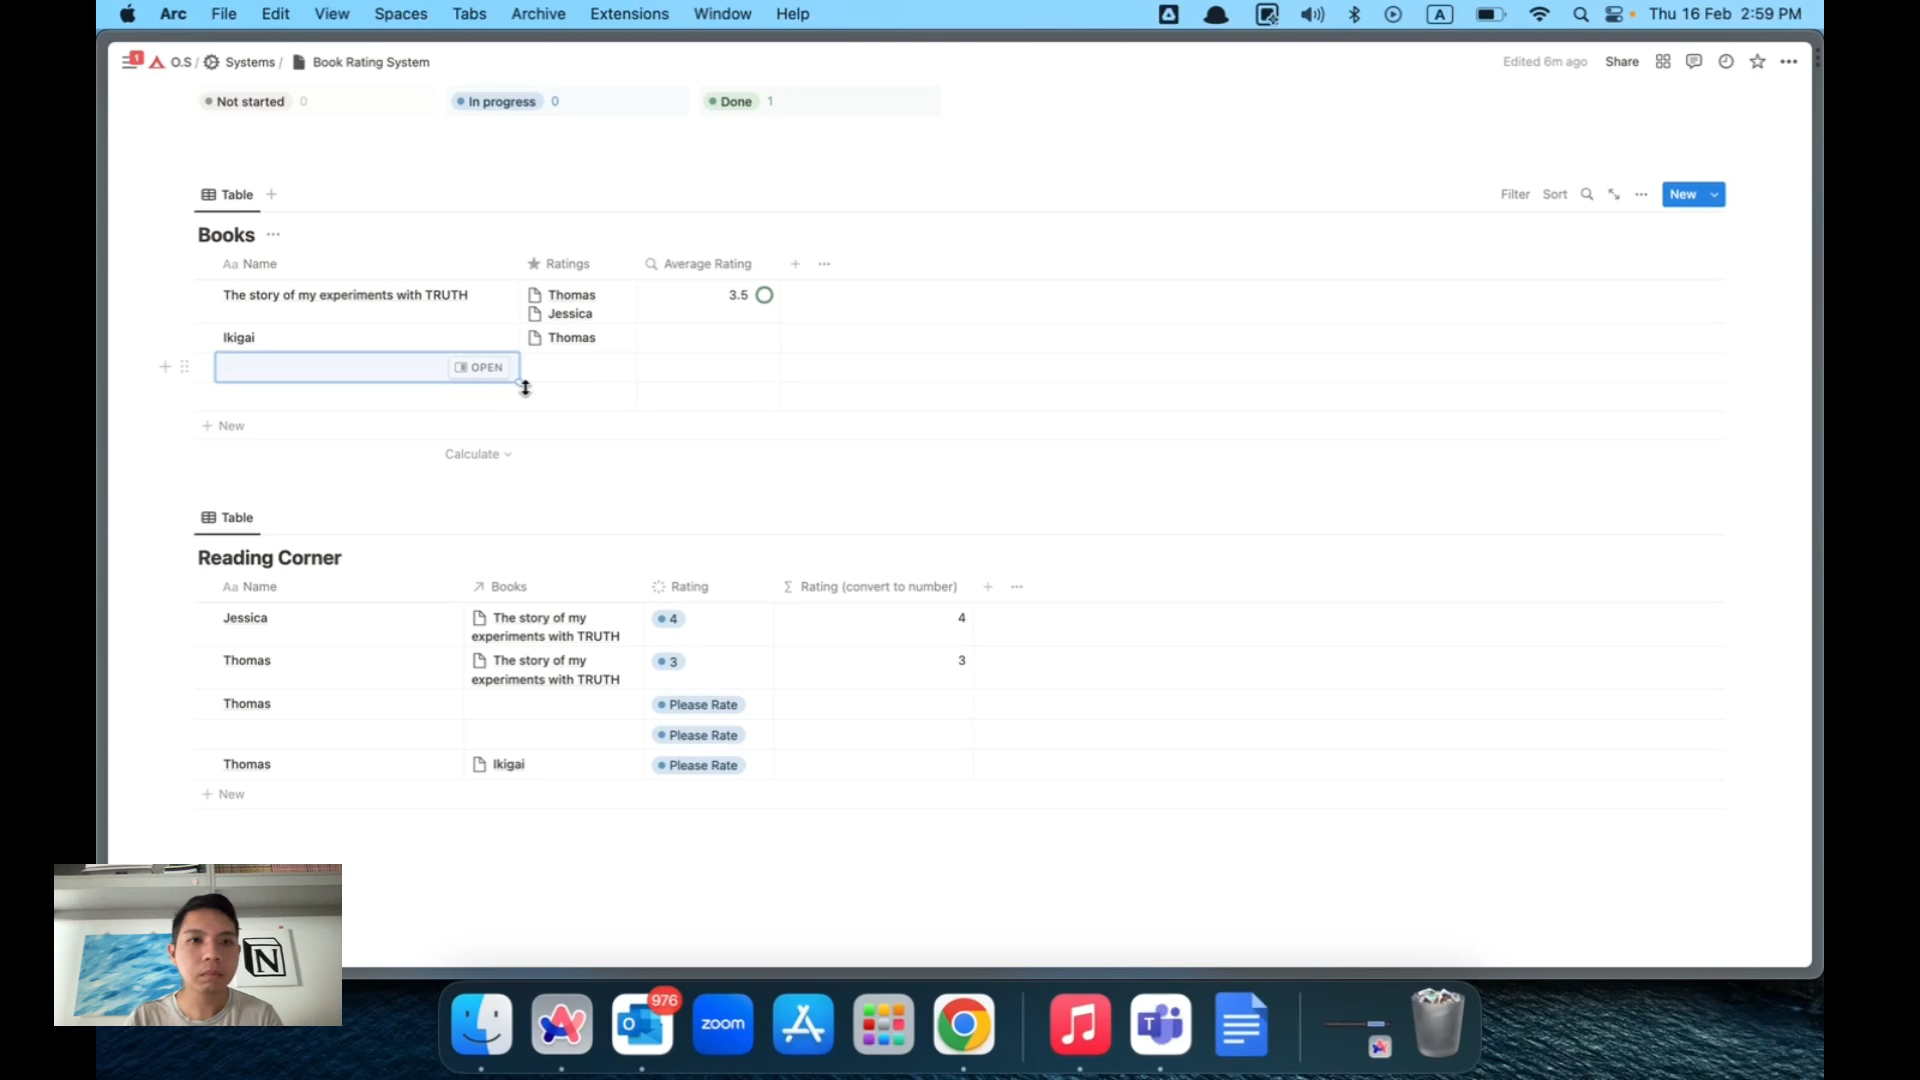 Arc File Edit View Spaces Tabs Archive Extensions Window Help
A
Thu 16 Feb 2:59 PM
1
O.S / Systems / Book Rating System
Edited 6m ago Share
Not started 0
In progress 0
Done 1
Table
Filter Sort New
Books
Aa Name Ratings Average Rating
The story of my experiments with TRUTH Thomas 3.5
Jessica
Ikigai Thomas
OPEN
New
Calculate
Table
Reading Corner
Aa Name Books Rating Σ Rating (convert to number)
Jessica The story of my 4 4
experiments with TRUTH
Thomas The story of my 3 3
experiments with TRUTH
Thomas Please Rate
Please Rate
Thomas Ikigai Please Rate
New
N
976
O
zoom
T